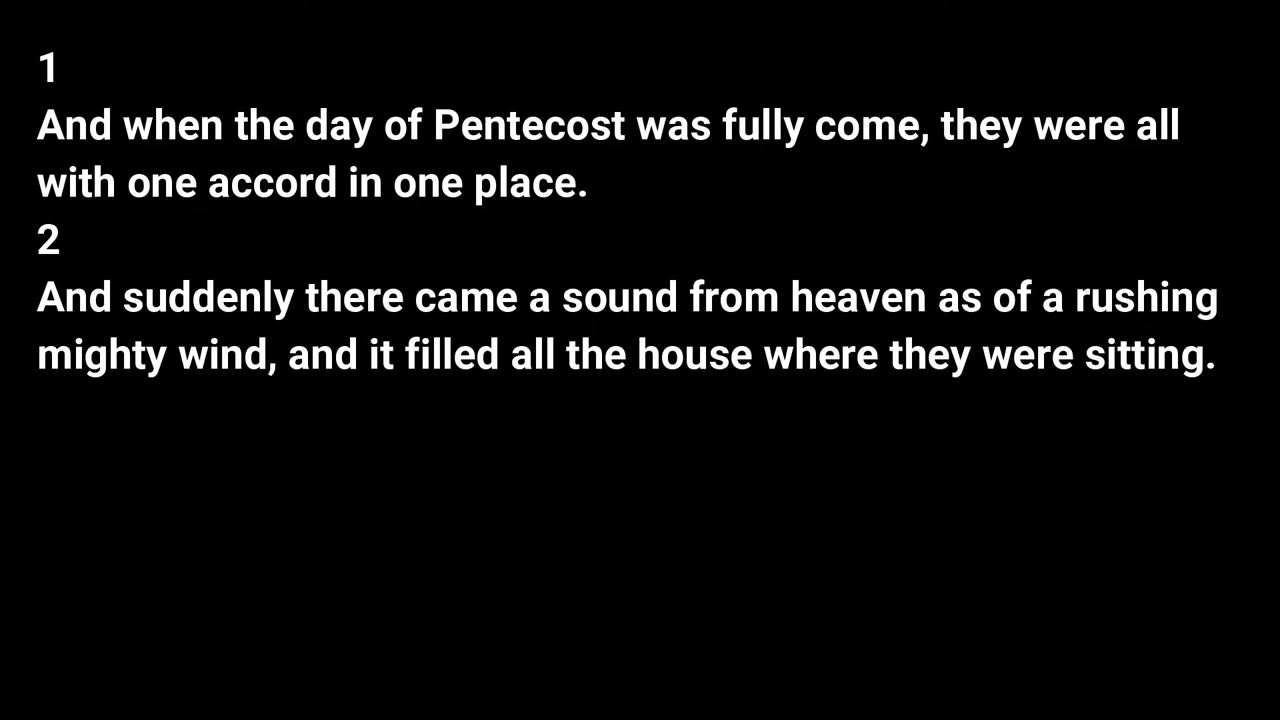 1
And when the day of Pentecost was fully come, they were all
with one accord in one place.
2
And suddenly there came a sound from heaven as of a rushing
mighty wind, and it filled all the house where they were sitting.